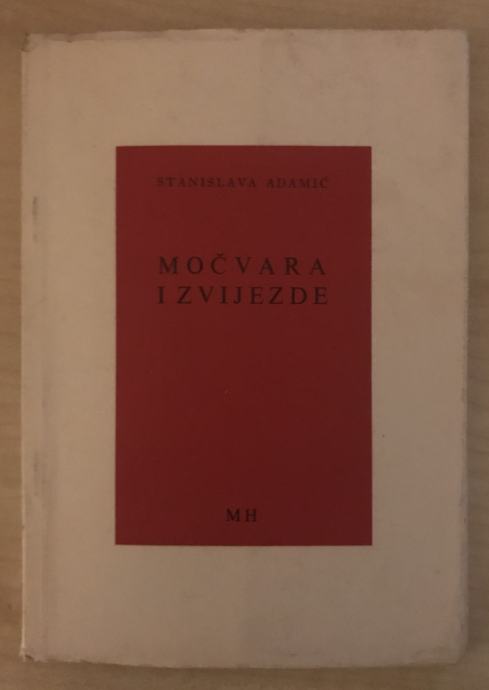 STANISLAVA ADAMIĆ
MOČVARA
I ZVIJEZDE
MH